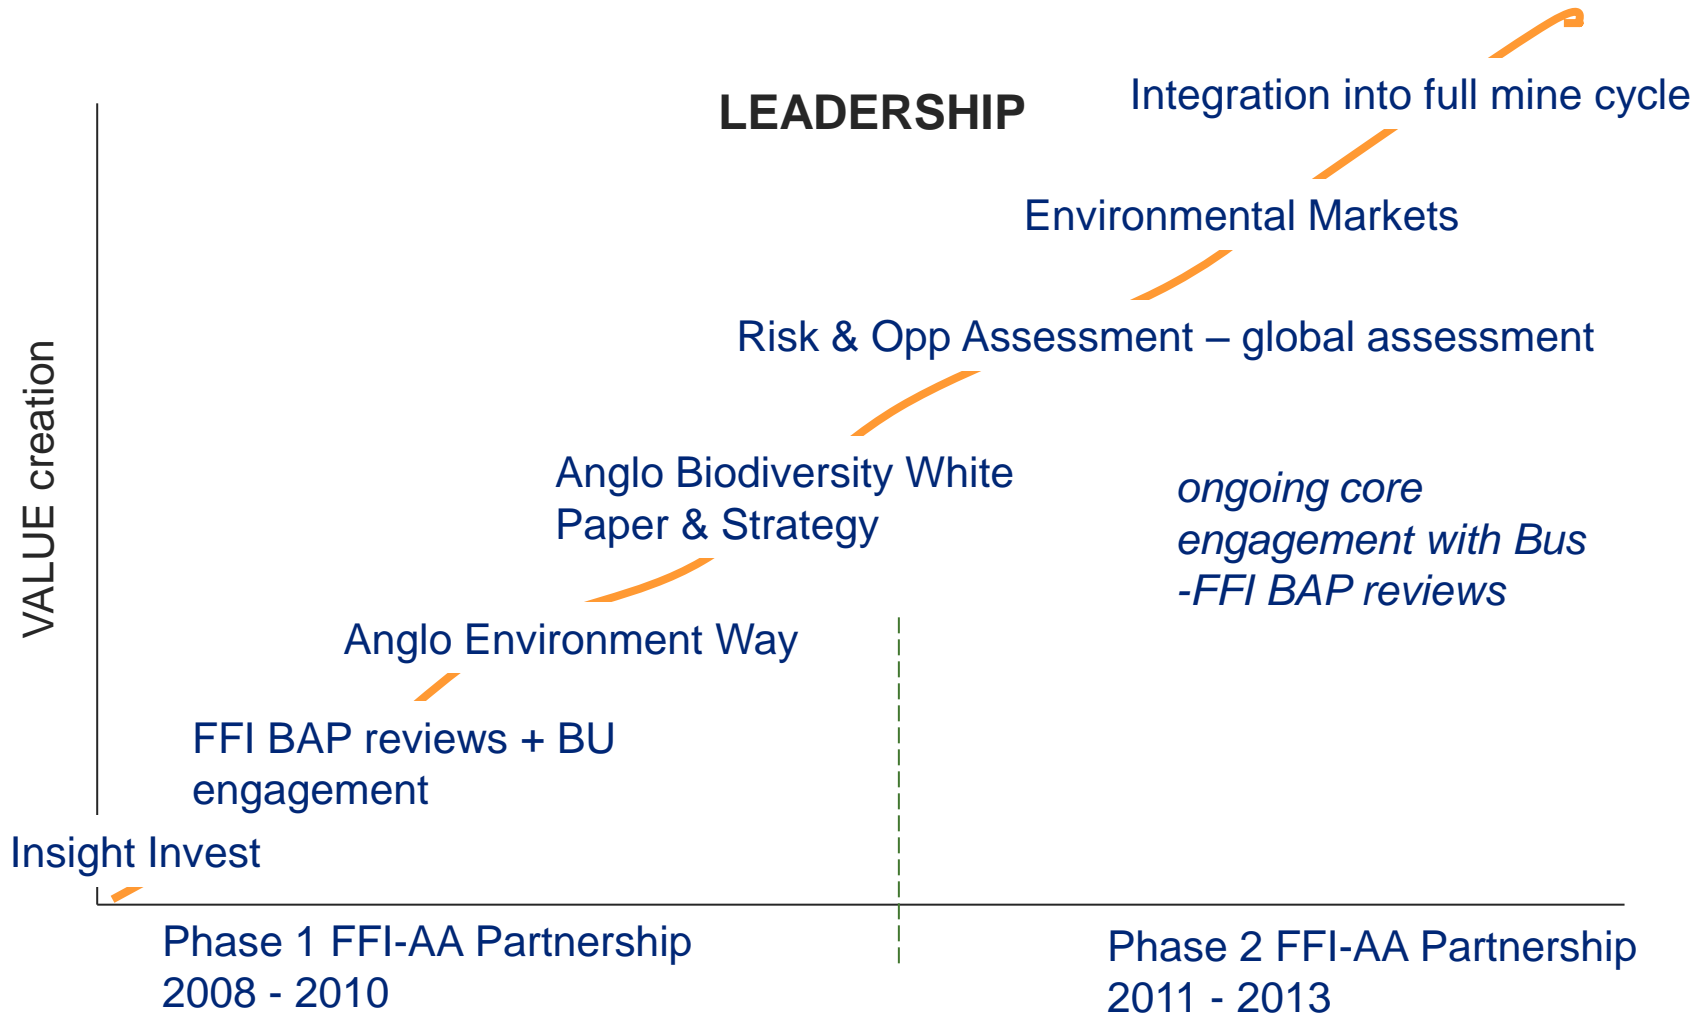 Integration into full mine cycle
LEADERSHIP
Environmental Markets
Risk & Opp Assessment – global assessment
VALUE creation
Anglo Biodiversity White
Paper & Strategy
ongoing core
engagement with Bus
-FFI BAP reviews
Anglo Environment Way
FFI BAP reviews + BU
engagement
Insight Invest
Phase 1 FFI-AA Partnership
2008 - 2010
Phase 2 FFI-AA Partnership
2011 - 2013